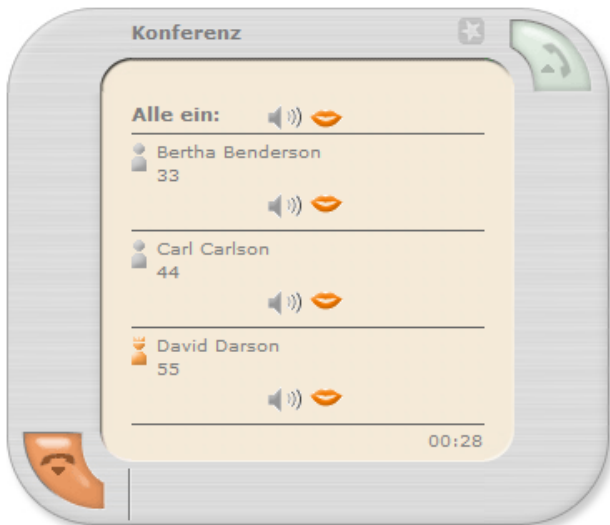 Konferenz
Alle ein:
Bertha Benderson
33
Carl Carlson
44
David Darson
55
00:28